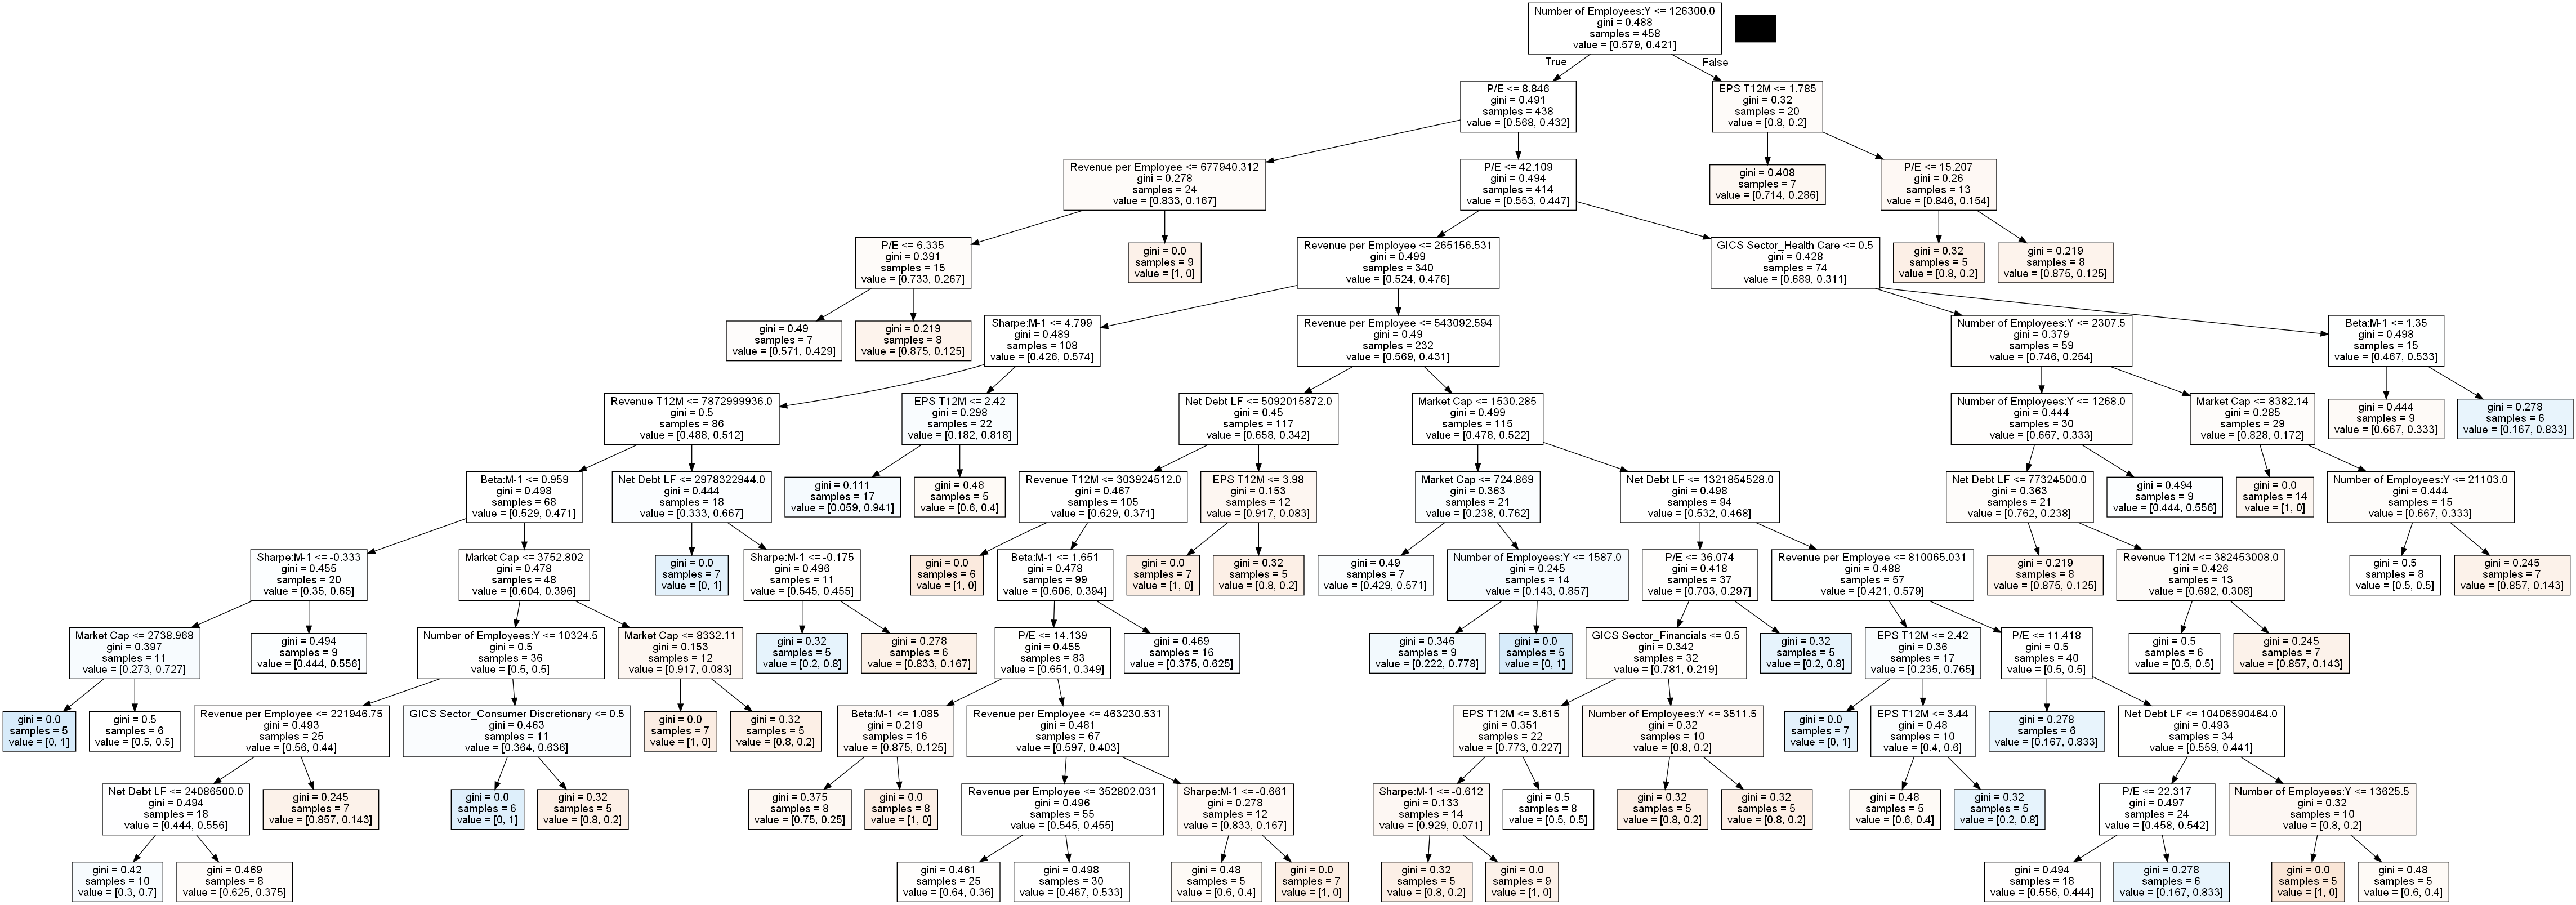 Number of Employees:Y <= 126300.0
gini = 0.488
samples = 458
value = [0.579, 0.421]
True
False
P/E <= 8.846
gini = 0.491
samples = 438
value = [0.568, 0.432]
EPS T12M <= 1.785
gini = 0.32
samples = 20
value = [0.8, 0.2]
Revenue per Employee <= 677940.312
gini = 0.278
samples = 24
value = [0.833, 0.167]
P/E <= 42.109
gini = 0.494
samples = 414
value = [0.553, 0.447]
gini = 0.408
samples = 7
value = [0.714, 0.286]
P/E <= 15.207
gini = 0.26
samples = 13
value = [0.846, 0.154]
P/E <= 6.335
gini = 0.391
samples = 15
value = [0.733, 0.267]
gini = 0.0
samples = 9
value = [1, 0]
Revenue per Employee <= 265156.531
gini = 0.499
samples = 340
value = [0.524, 0.476]
GICS Sector_Health Care <= 0.5
gini = 0.428
samples = 74
value = [0.689, 0.311]
gini = 0.32
samples = 5
value = [0.8, 0.2]
gini = 0.219
samples = 8
value = [0.875, 0.125]
gini = 0.49
samples = 7
value = [0.571, 0.429]
gini = 0.219
samples = 8
value = [0.875, 0.125]
Sharpe:M-1 <= 4.799
gini = 0.489
samples = 108
value = [0.426, 0.574]
Revenue per Employee <= 543092.594
gini = 0.49
samples = 232
value = [0.569, 0.431]
Number of Employees:Y <= 2307.5
gini = 0.379
samples = 59
value = [0.746, 0.254]
Beta:M-1 <= 1.35
gini = 0.498
samples = 15
value = [0.467, 0.533]
Revenue T12M <= 7872999936.0
gini = 0.5
samples = 86
value = [0.488, 0.512]
EPS T12M <= 2.42
gini = 0.298
samples = 22
value = [0.182, 0.818]
Net Debt LF <= 5092015872.0
gini = 0.45
samples = 117
value = [0.658, 0.342]
Market Cap <= 1530.285
gini = 0.499
samples = 115
value = [0.478, 0.522]
Number of Employees:Y <= 1268.0
gini = 0.444
samples = 30
value = [0.667, 0.333]
Market Cap <= 8382.14
gini = 0.285
samples = 29
value = [0.828, 0.172]
gini = 0.444
samples = 9
value = [0.667, 0.333]
gini = 0.278
samples = 6
value = [0.167, 0.833]
Beta:M-1 <= 0.959
gini = 0.498
samples = 68
value = [0.529, 0.471]
Net Debt LF <= 2978322944.0
gini = 0.444
samples = 18
value = [0.333, 0.667]
gini = 0.111
samples = 17
value = [0.059, 0.941]
gini = 0.48
samples = 5
value = [0.6, 0.4]
Revenue T12M <= 303924512.0
gini = 0.467
samples = 105
value = [0.629, 0.371]
EPS T12M <= 3.98
gini = 0.153
samples = 12
value = [0.917, 0.083]
Market Cap <= 724.869
gini = 0.363
samples = 21
value = [0.238, 0.762]
Net Debt LF <= 1321854528.0
gini = 0.498
samples = 94
value = [0.532, 0.468]
Net Debt LF <= 77324500.0
gini = 0.363
samples = 21
value = [0.762, 0.238]
gini = 0.494
samples = 9
value = [0.444, 0.556]
gini = 0.0
samples = 14
value = [1, 0]
Number of Employees:Y <= 21103.0
gini = 0.444
samples = 15
value = [0.667, 0.333]
Sharpe:M-1 <= -0.333
gini = 0.455
samples = 20
value = [0.35, 0.65]
Market Cap <= 3752.802
gini = 0.478
samples = 48
value = [0.604, 0.396]
gini = 0.0
samples = 7
value = [0, 1]
Sharpe:M-1 <= -0.175
gini = 0.496
samples = 11
value = [0.545, 0.455]
gini = 0.0
samples = 6
value = [1, 0]
Beta:M-1 <= 1.651
gini = 0.478
samples = 99
value = [0.606, 0.394]
gini = 0.0
samples = 7
value = [1, 0]
gini = 0.32
samples = 5
value = [0.8, 0.2]
gini = 0.49
samples = 7
value = [0.429, 0.571]
Number of Employees:Y <= 1587.0
gini = 0.245
samples = 14
value = [0.143, 0.857]
P/E <= 36.074
gini = 0.418
samples = 37
value = [0.703, 0.297]
Revenue per Employee <= 810065.031
gini = 0.488
samples = 57
value = [0.421, 0.579]
gini = 0.219
samples = 8
value = [0.875, 0.125]
Revenue T12M <= 382453008.0
gini = 0.426
samples = 13
value = [0.692, 0.308]
gini = 0.5
samples = 8
value = [0.5, 0.5]
gini = 0.245
samples = 7
value = [0.857, 0.143]
Market Cap <= 2738.968
gini = 0.397
samples = 11
value = [0.273, 0.727]
gini = 0.494
samples = 9
value = [0.444, 0.556]
Number of Employees:Y <= 10324.5
gini = 0.5
samples = 36
value = [0.5, 0.5]
Market Cap <= 8332.11
gini = 0.153
samples = 12
value = [0.917, 0.083]
gini = 0.32
samples = 5
value = [0.2, 0.8]
gini = 0.278
samples = 6
value = [0.833, 0.167]
P/E <= 14.139
gini = 0.455
samples = 83
value = [0.651, 0.349]
gini = 0.469
samples = 16
value = [0.375, 0.625]
gini = 0.346
samples = 9
value = [0.222, 0.778]
gini = 0.0
samples = 5
value = [0, 1]
GICS Sector_Financials <= 0.5
gini = 0.342
samples = 32
value = [0.781, 0.219]
gini = 0.32
samples = 5
value = [0.2, 0.8]
EPS T12M <= 2.42
gini = 0.36
samples = 17
value = [0.235, 0.765]
P/E <= 11.418
gini = 0.5
samples = 40
value = [0.5, 0.5]
gini = 0.5
samples = 6
value = [0.5, 0.5]
gini = 0.245
samples = 7
value = [0.857, 0.143]
gini = 0.0
samples = 5
value = [0, 1]
gini = 0.5
samples = 6
value = [0.5, 0.5]
Revenue per Employee <= 221946.75
gini = 0.493
samples = 25
value = [0.56, 0.44]
GICS Sector_Consumer Discretionary <= 0.5
gini = 0.463
samples = 11
value = [0.364, 0.636]
gini = 0.0
samples = 7
value = [1, 0]
gini = 0.32
samples = 5
value = [0.8, 0.2]
Beta:M-1 <= 1.085
gini = 0.219
samples = 16
value = [0.875, 0.125]
Revenue per Employee <= 463230.531
gini = 0.481
samples = 67
value = [0.597, 0.403]
EPS T12M <= 3.615
gini = 0.351
samples = 22
value = [0.773, 0.227]
Number of Employees:Y <= 3511.5
gini = 0.32
samples = 10
value = [0.8, 0.2]
gini = 0.0
samples = 7
value = [0, 1]
EPS T12M <= 3.44
gini = 0.48
samples = 10
value = [0.4, 0.6]
gini = 0.278
samples = 6
value = [0.167, 0.833]
Net Debt LF <= 10406590464.0
gini = 0.493
samples = 34
value = [0.559, 0.441]
Net Debt LF <= 24086500.0
gini = 0.494
samples = 18
value = [0.444, 0.556]
gini = 0.245
samples = 7
value = [0.857, 0.143]
gini = 0.0
samples = 6
value = [0, 1]
gini = 0.32
samples = 5
value = [0.8, 0.2]
gini = 0.375
samples = 8
value = [0.75, 0.25]
gini = 0.0
samples = 8
value = [1, 0]
Revenue per Employee <= 352802.031
gini = 0.496
samples = 55
value = [0.545, 0.455]
Sharpe:M-1 <= -0.661
gini = 0.278
samples = 12
value = [0.833, 0.167]
Sharpe:M-1 <= -0.612
gini = 0.133
samples = 14
value = [0.929, 0.071]
gini = 0.5
samples = 8
value = [0.5, 0.5]
gini = 0.32
samples = 5
value = [0.8, 0.2]
gini = 0.32
samples = 5
value = [0.8, 0.2]
gini = 0.48
samples = 5
value = [0.6, 0.4]
gini = 0.32
samples = 5
value = [0.2, 0.8]
P/E <= 22.317
gini = 0.497
samples = 24
value = [0.458, 0.542]
Number of Employees:Y <= 13625.5
gini = 0.32
samples = 10
value = [0.8, 0.2]
gini = 0.42
samples = 10
value = [0.3, 0.7]
gini = 0.469
samples = 8
value = [0.625, 0.375]
gini = 0.461
samples = 25
value = [0.64, 0.36]
gini = 0.498
samples = 30
value = [0.467, 0.533]
gini = 0.48
samples = 5
value = [0.6, 0.4]
gini = 0.0
samples = 7
value = [1, 0]
gini = 0.32
samples = 5
value = [0.8, 0.2]
gini = 0.0
samples = 9
value = [1, 0]
gini = 0.494
samples = 18
value = [0.556, 0.444]
gini = 0.278
samples = 6
value = [0.167, 0.833]
gini = 0.0
samples = 5
value = [1, 0]
gini = 0.48
samples = 5
value = [0.6, 0.4]